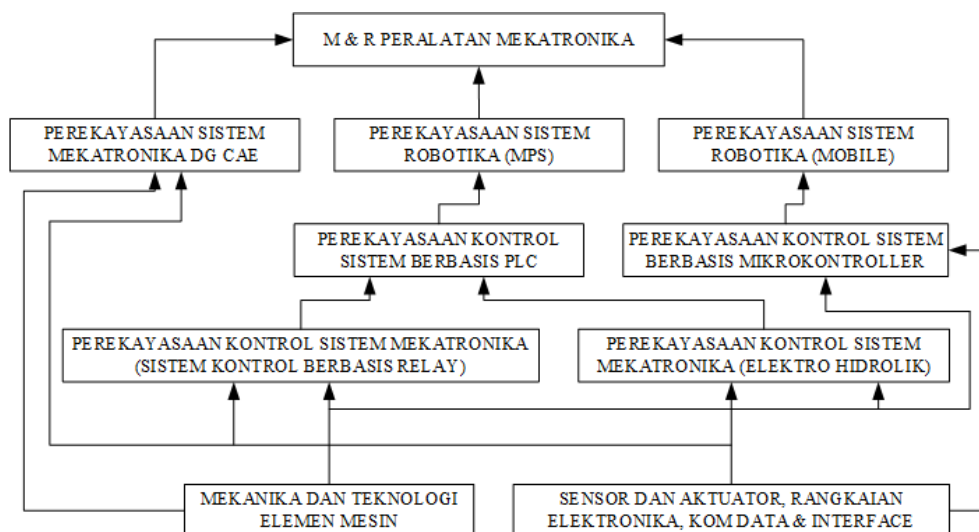 M & R PERALATAN MEKATRONIKA
PEREKAYASAAN SISTEM
MEKATRONIKA DG CAE
PEREKAYASAAN SISTEM
ROBOTIKA (MPS)
PEREKAYASAAN SISTEM
ROBOTIKA (MOBILE)
PEREKAYASAAN KONTROL
SISTEM BERBASIS PLC
PEREKAYASAAN KONTROL SISTEM
BERBASIS MIKROKONTROLLER
PEREKAYASAAN KONTROL SISTEM MEKATRONIKA
(SISTEM KONTROL BERBASIS RELAY)
PEREKAYASAAN KONTROL SISTEM
MEKATRONIKA (ELEKTRO HIDROLIK)
MEKANIKA DAN TEKNOLOGI
ELEMEN MESIN
SENSOR DAN AKTUATOR, RANGKAIAN
ELEKTRONIKA, KOM DATA & INTERFACE